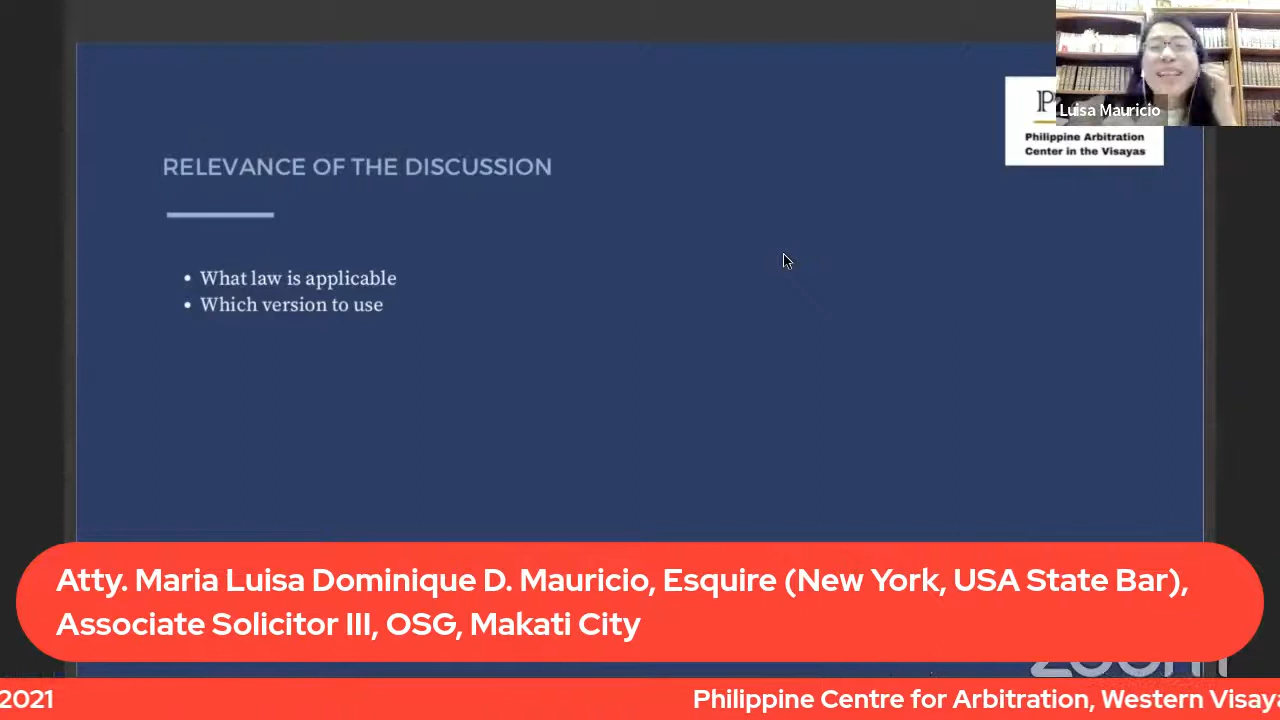 RELEVANCE OF THE DISCUSSION
• What law is applicable
• Which version to use
P
Philippine Arbitration
Center in the Visayas
Luisa Mauricio
Atty. Maria Luisa Dominique D. Mauricio, Esquire (New York, USA State Bar),
Associate Solicitor III, OSG, Makati City
zoom
2021
Philippine Centre for Arbitration, Western Visaya